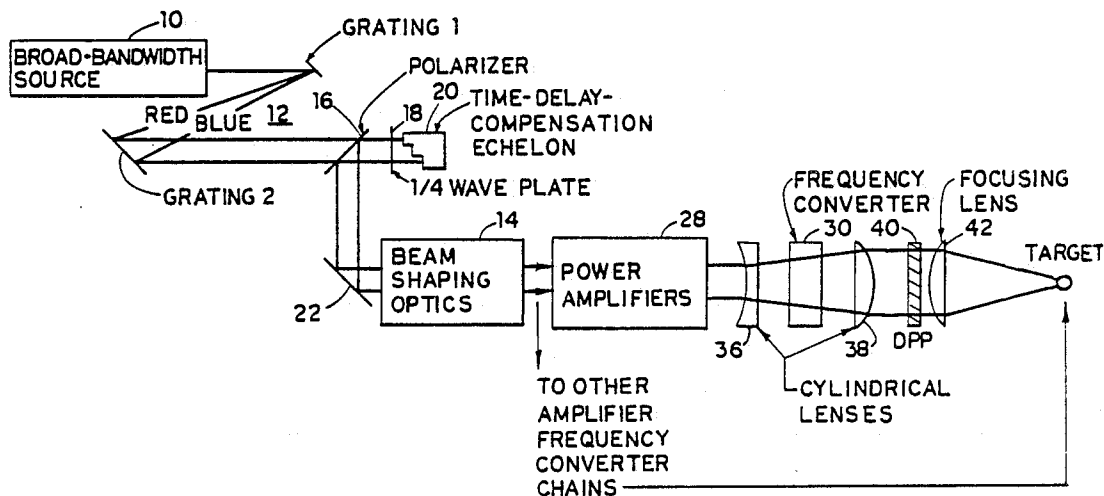 10
BROAD-BANDWIDTH
SOURCE
GRATING 1
POLARIZER
16
18
20
TIME-DELAY-
COMPENSATION
ECHELON
RED
BLUE
12
GRATING 2
1/4 WAVE PLATE
14
BEAM
SHAPING
OPTICS
22
28
POWER
AMPLIFIERS
FREQUENCY
CONVERTER
30
40
FOCUSING
LENS
42
TARGET
36
38
DPP
CYLINDRICAL
LENSES
TO OTHER
AMPLIFIER
FREQUENCY
CONVERTER
CHAINS